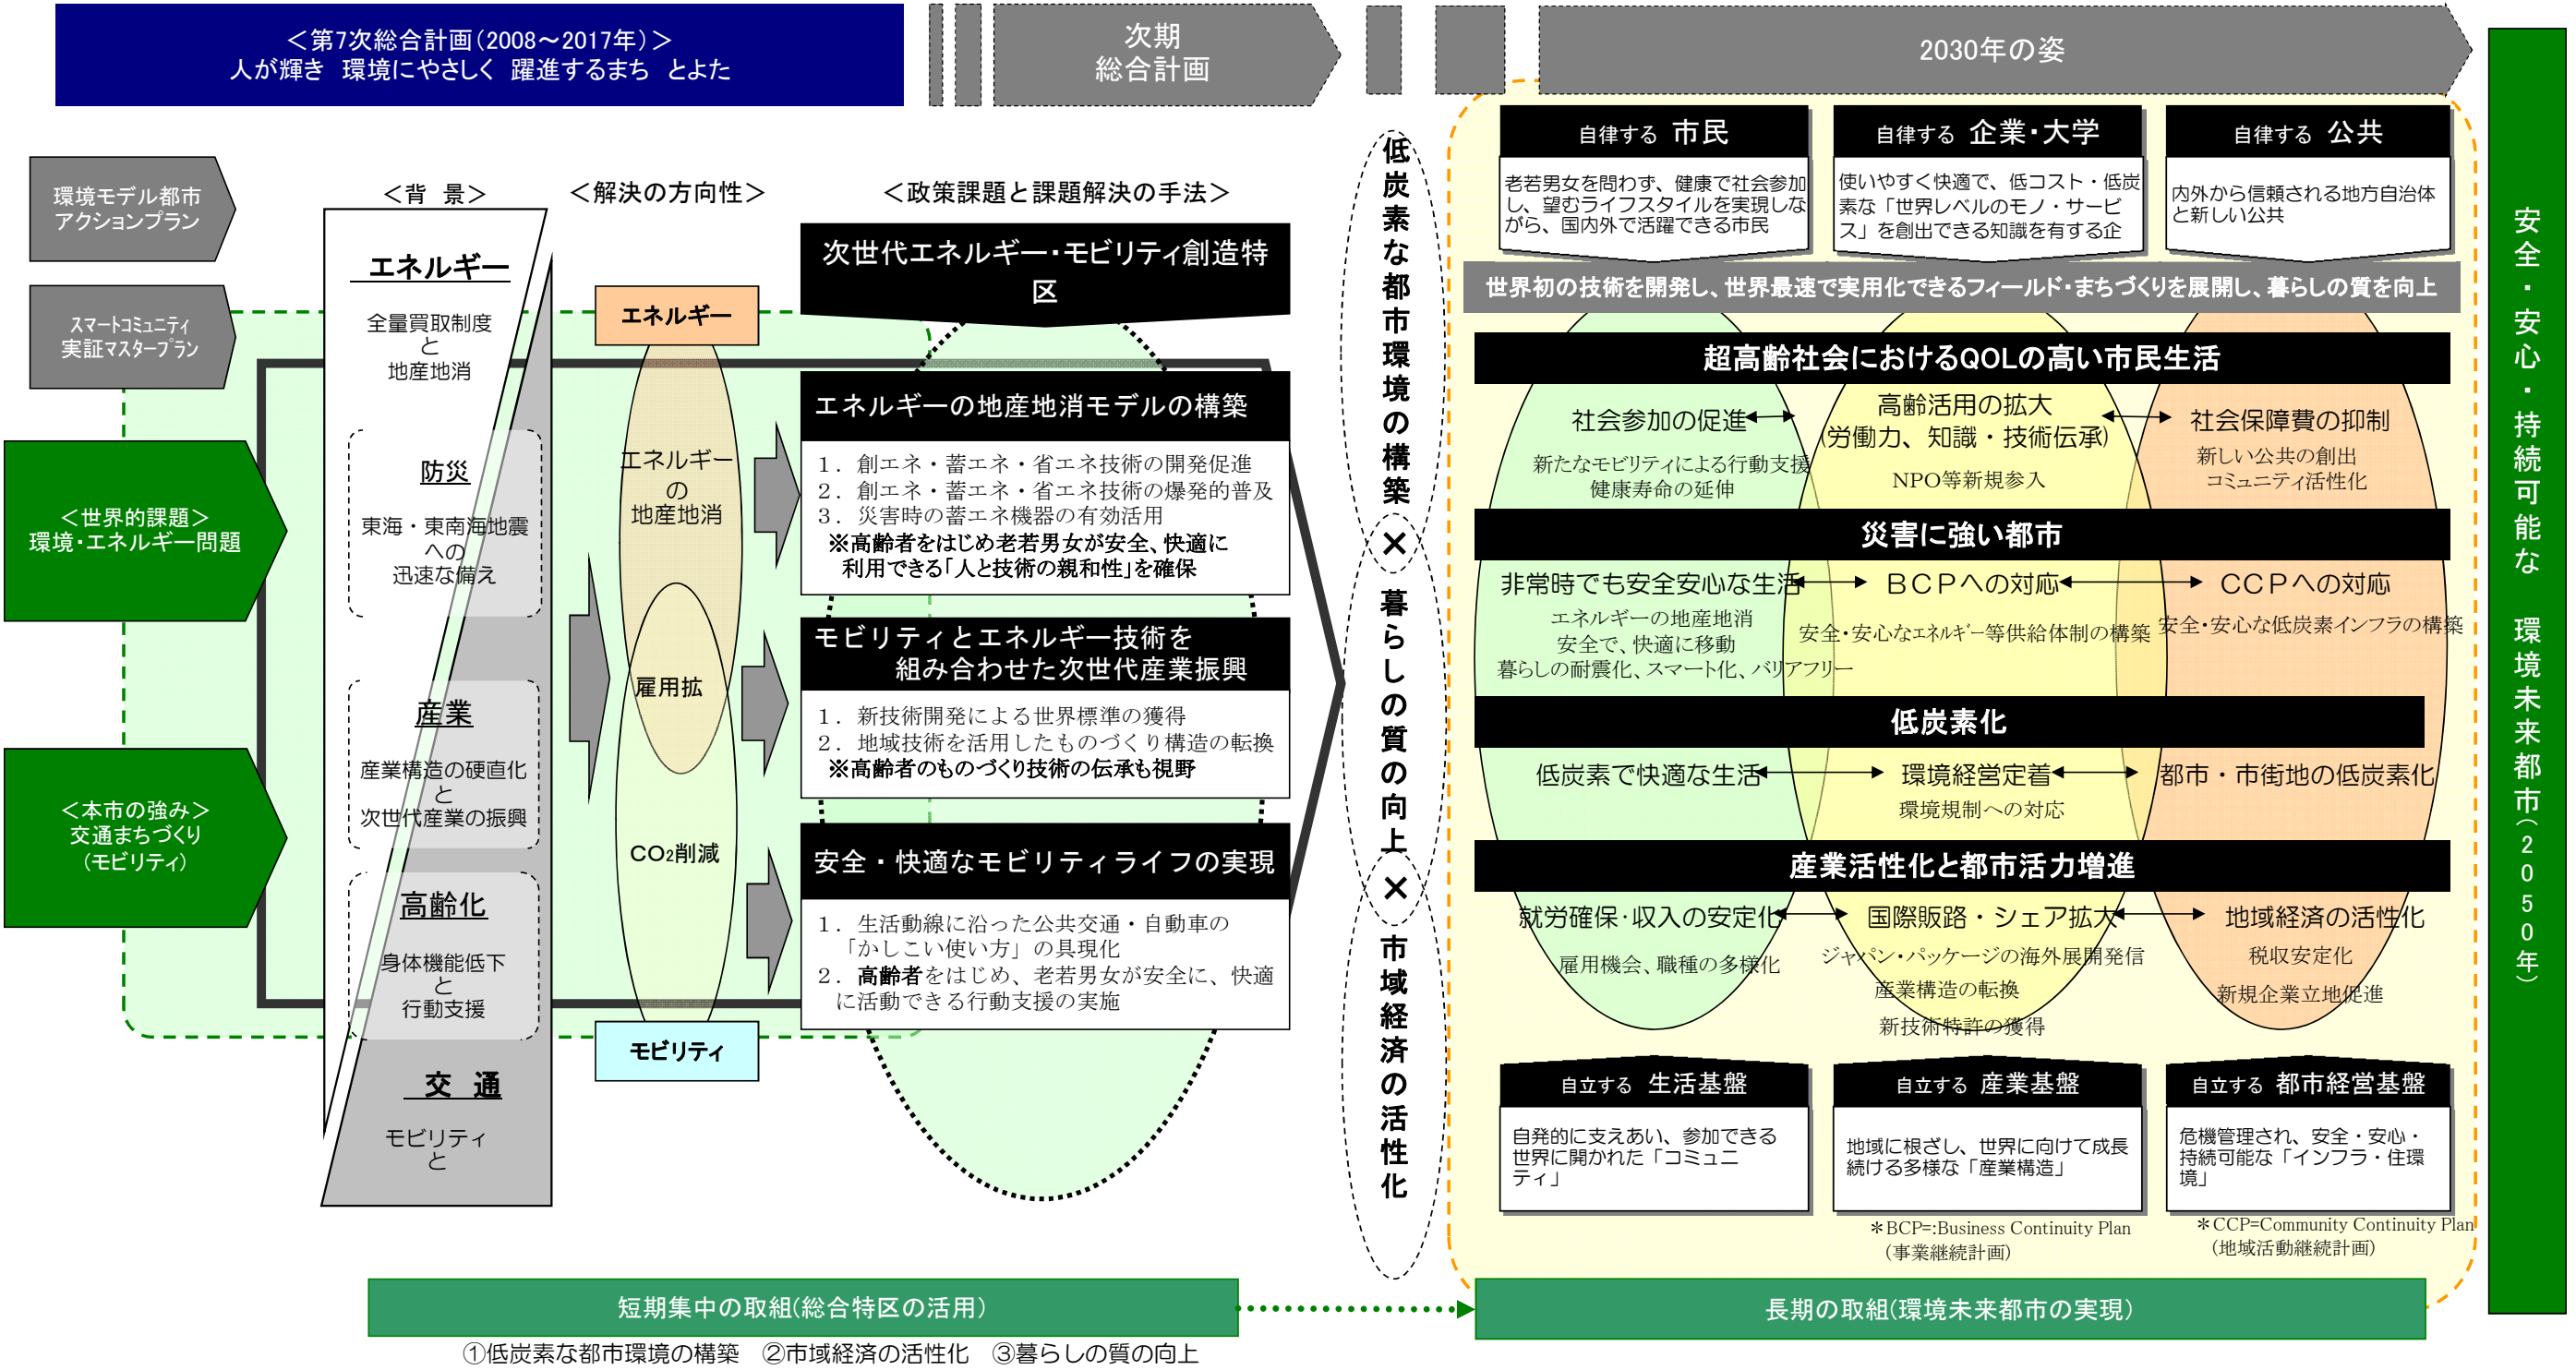 ＜第7次総合計画（2008～2017年）＞
人が輝き 環境にやさしく 躍進するまち とよた
次期
総合計画
2030年の姿
環境モデル都市
アクションプラン
スマートコミュニティ
実証マスタープラン
＜世界的課題＞
環境・エネルギー問題
＜本市の強み＞
交通まちづくり
（モビリティ）
＜背 景＞
エネルギー
全量買取制度
と
地産地消
防災
東海・東南海地震
への
迅速な備え
産業
産業構造の硬直化
と
次世代産業の振興
高齢化
身体機能低下
と
行動支援
交 通
モビリティ
と
＜解決の方向性＞
エネルギー
エネルギー
の
地産地消
雇用拡
CO₂削減
モビリティ
＜政策課題と課題解決の手法＞
次世代エネルギー・モビリティ創造特
区
エネルギーの地産地消モデルの構築
１．創エネ・蓄エネ・省エネ技術の開発促進
２．創エネ・蓄エネ・省エネ技術の爆発的普及
３．災害時の蓄エネ機器の有効活用
※高齢者をはじめ老若男女が安全、快適に
利用できる「人と技術の親和性」を確保
モビリティとエネルギー技術を
組み合わせた次世代産業振興
１．新技術開発による世界標準の獲得
２．地域技術を活用したものづくり構造の転換
※高齢者のものづくり技術の伝承も視野
安全・快適なモビリティライフの実現
１．生活動線に沿った公共交通・自動車の
「かしこい使い方」の具現化
２．高齢者をはじめ、老若男女が安全に、快適
に活動できる行動支援の実施
低炭素な都市環境の構築
×
暮らしの質の向上
×
市域経済の活性化
自律する 市民
老若男女を問わず、健康で社会参加
し、望むライフスタイルを実現しな
がら、国内外で活躍できる市民
自律する 企業・大学
使いやすく快適で、低コスト・低炭
素な「世界レベルのモノ・サービ
ス」を創出できる知識を有する企
自律する 公共
内外から信頼される地方自治体
と新しい公共
世界初の技術を開発し、世界最速で実用化できるフィールド・まちづくりを展開し、暮らしの質を向上
超高齢社会におけるQOLの高い市民生活
社会参加の促進
新たなモビリティによる行動支援
健康寿命の延伸
高齢活用の拡大
(労働力、知識・技術伝承)
NPO等新規参入
社会保障費の抑制
新しい公共の創出
コミュニティ活性化
災害に強い都市
非常時でも安全安心な生活
エネルギーの地産地消
安全で、快適に移動
暮らしの耐震化、スマート化、バリアフリー
ＢＣＰへの対応
安全・安心なエネルギー等供給体制の構築
ＣＣＰへの対応
安全・安心な低炭素インフラの構築
低炭素化
低炭素で快適な生活
環境経営定着
環境規制への対応
都市・市街地の低炭素化
産業活性化と都市活力増進
就労確保・収入の安定化
雇用機会、職種の多様化
国際販路・シェア拡大
ジャパン・パッケージの海外展開発信
産業構造の転換
新技術特許の獲得
地域経済の活性化
税収安定化
新規企業立地促進
自立する 生活基盤
自発的に支えあい、参加できる
世界に開かれた「コミュニ
ティ」
自立する 産業基盤
地域に根ざし、世界に向けて成長
続ける多様な「産業構造」
自立する 都市経営基盤
危機管理され、安全・安心・
持続可能な「インフラ・住環
境」
＊BCP=:Business Continuity Plan
（事業継続計画）
＊CCP=Community Continuity Plan
（地域活動継続計画）
安全・安心・持続可能な 環境未来都市（２０５０年）
短期集中の取組(総合特区の活用)
長期の取組(環境未来都市の実現)
①低炭素な都市環境の構築 ②市域経済の活性化 ③暮らしの質の向上